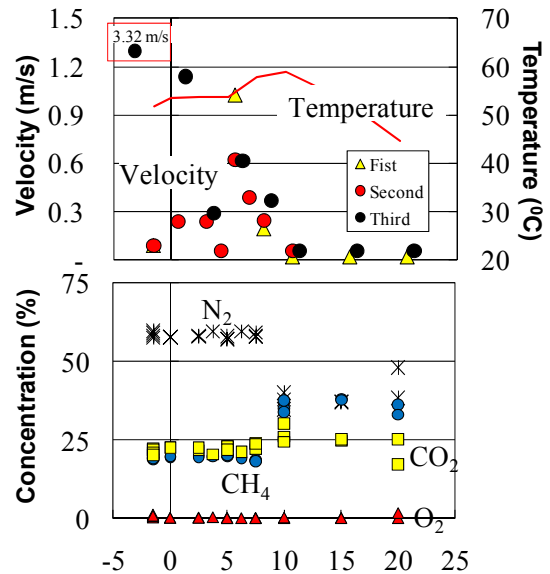 Velocity (m/s)
1.5
1.2
0.9
0.6
0.3
-
3.32 m/s
Temperature
Velocity
Fist
Second
Third
70
60
50
40
30
20
Temperature (⁰C)
Concentration (%)
75
50
25
0
N₂
CH₄
CO₂
O₂
-5 0 5 10 15 20 25